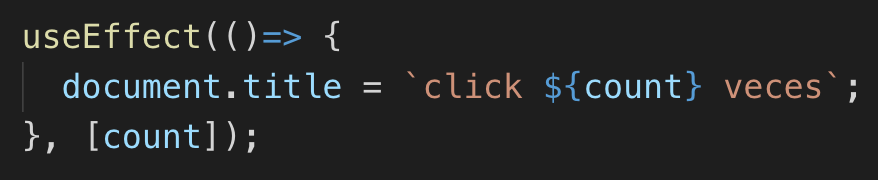 useEffect(()=> {
  document.title = `click ${count} veces`;
}, [count]);